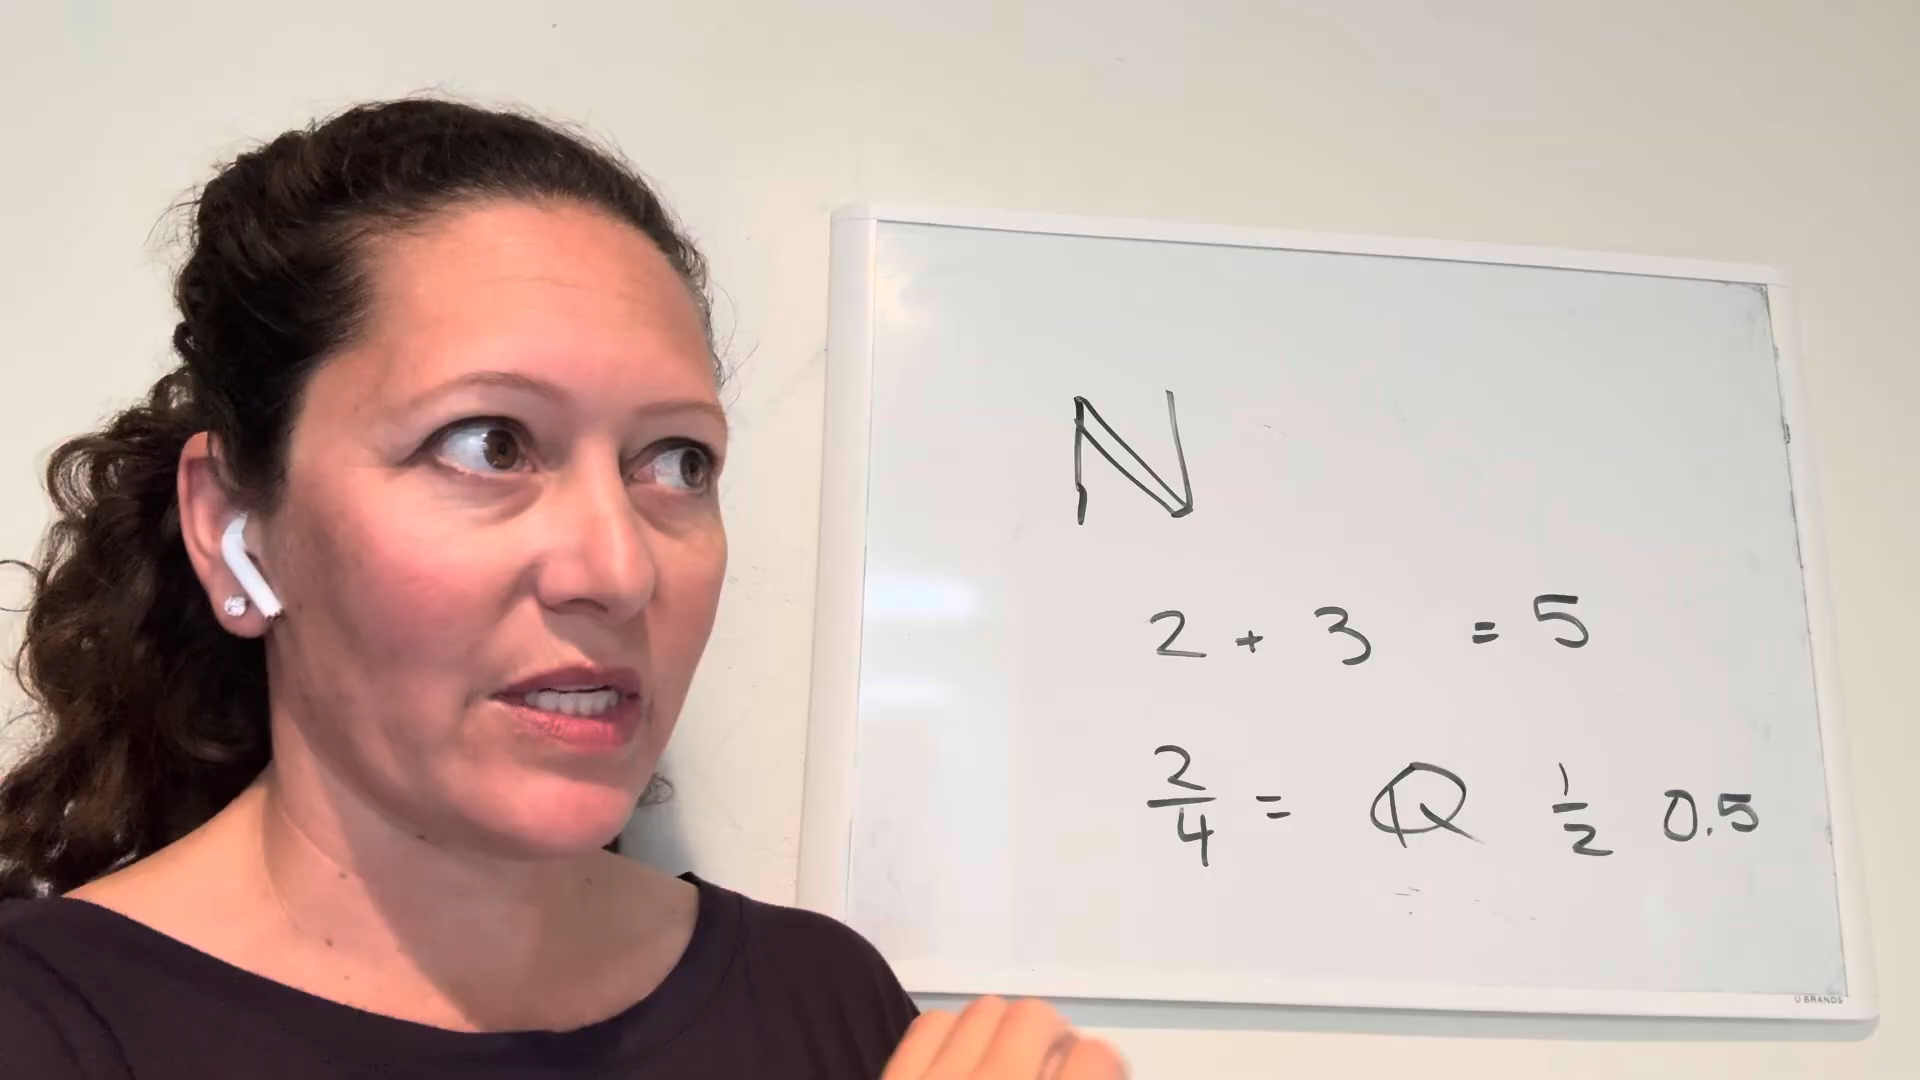 ℕ
2 + 3 = 5
2/4 = ℚ 1/2 0.5
U BRANDS